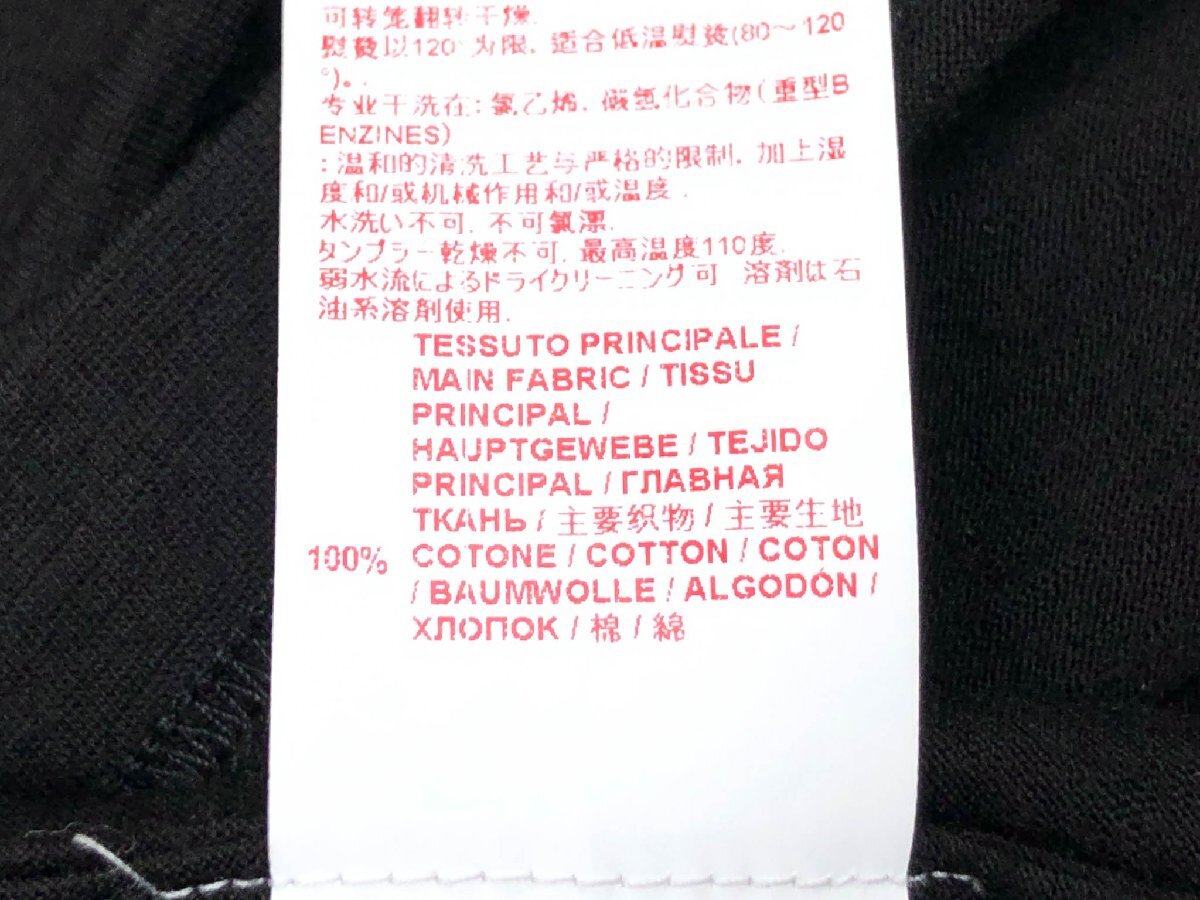 可转笼翻转干燥.
熨烫以120°为限, 适合低温熨烫(80～120
°)。.
专业干洗在: 氯乙烯, 碳氢化合物(重型B
ENZINES)
:温和的清洗工艺与严格的限制, 加上湿
度和/或机械作用和/或温度.
水洗い不可, 不可氯漂.
タンブラー乾燥不可, 最高温度110度.
弱水流によるドライクリーニング可 溶剤は石
油系溶剤使用.
TESSUTO PRINCIPALE /
MAIN FABRIC / TISSU
PRINCIPAL /
HAUPTGEWEBE / TEJIDO
PRINCIPAL / ГЛАВНАЯ
ТКАНЬ / 主要织物 / 主要生地
100% COTONE / COTTON / COTON
/ BAUMWOLLE / ALGODÓN /
ХЛОПОК / 棉 / 綿